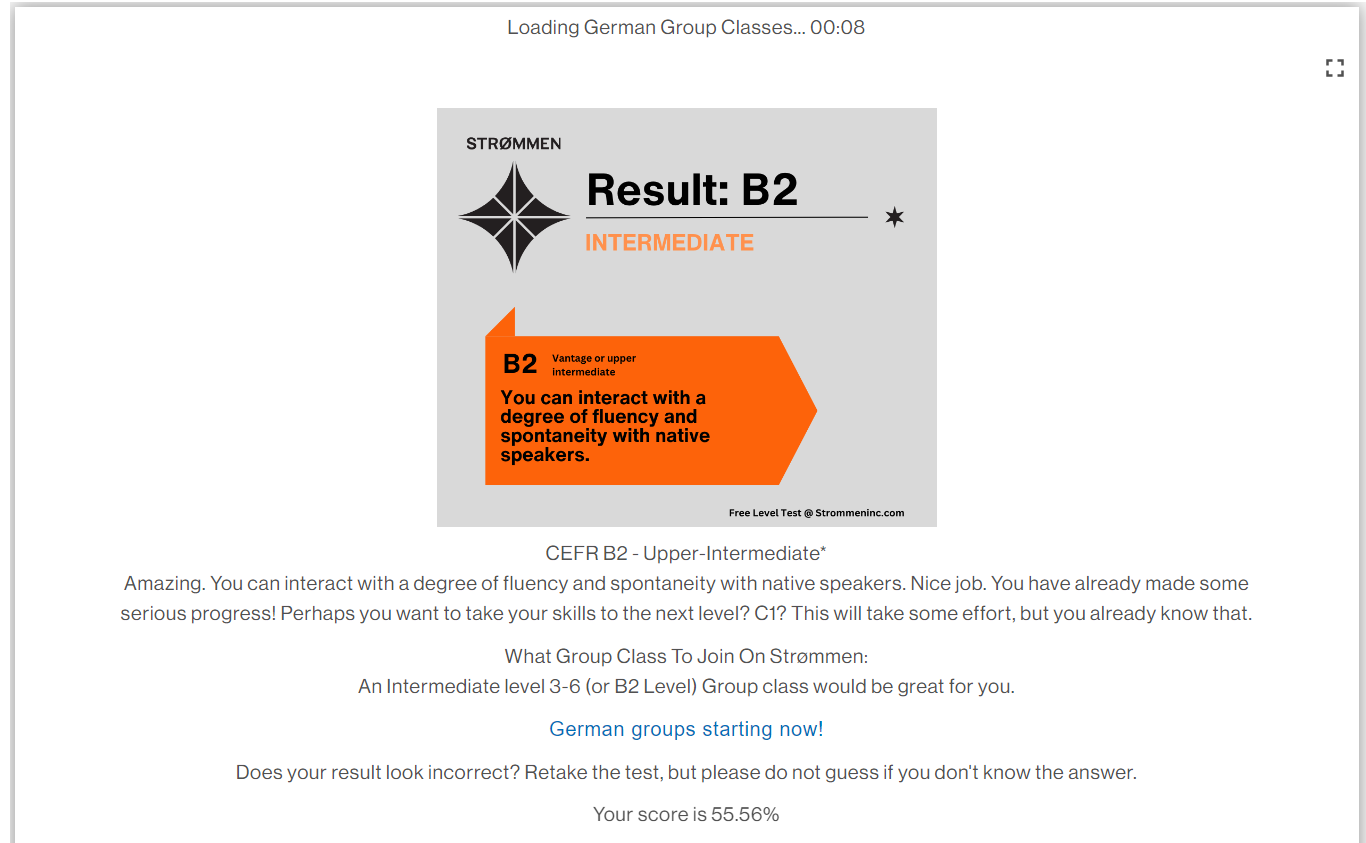 Loading German Group Classes... 00:08
STRØMMEN
Result: B2
INTERMEDIATE
B2 Vantage or upper
intermediate
You can interact with a
degree of fluency and
spontaneity with native
speakers.
Free Level Test @ Strommeninc.com
CEFR B2 - Upper-Intermediate*
Amazing. You can interact with a degree of fluency and spontaneity with native speakers. Nice job. You have already made some
serious progress! Perhaps you want to take your skills to the next level? C1? This will take some effort, but you already know that.
What Group Class To Join On Strømmen:
An Intermediate level 3-6 (or B2 Level) Group class would be great for you.
German groups starting now!
Does your result look incorrect? Retake the test, but please do not guess if you don't know the answer.
Your score is 55.56%